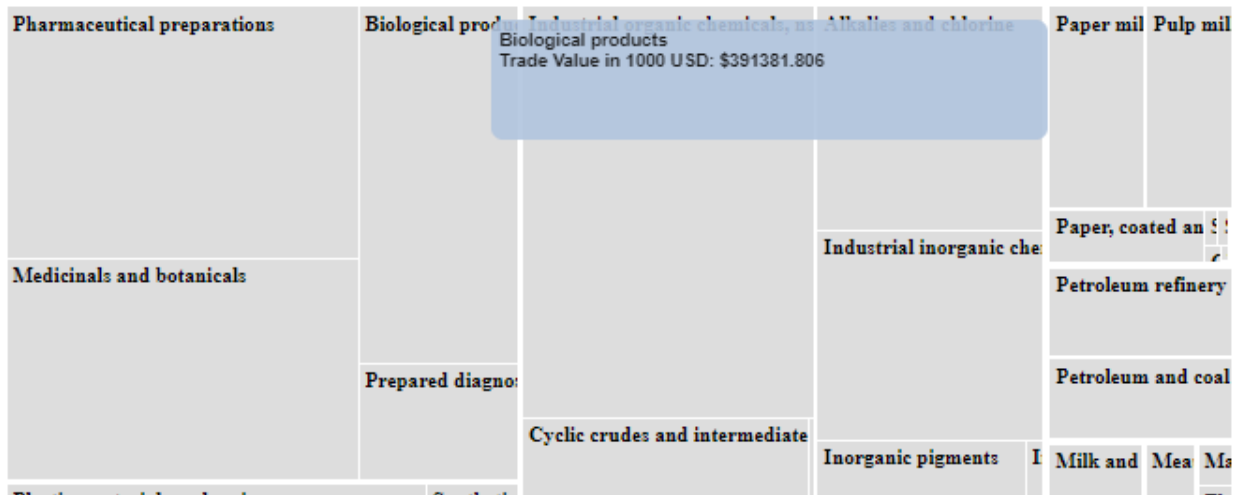 Pharmaceutical preparations
Biological produ
Industrial organic chemicals, ns
Alkalies and chlorine
Paper mil
Pulp mil
Biological products
Trade Value in 1000 USD: $391381.806
Paper, coated an
Industrial inorganic che
Medicinals and botanicals
Petroleum refinery
Prepared diagno
Petroleum and coal
Cyclic crudes and intermediate
Inorganic pigments
Milk and
Mea
Ma